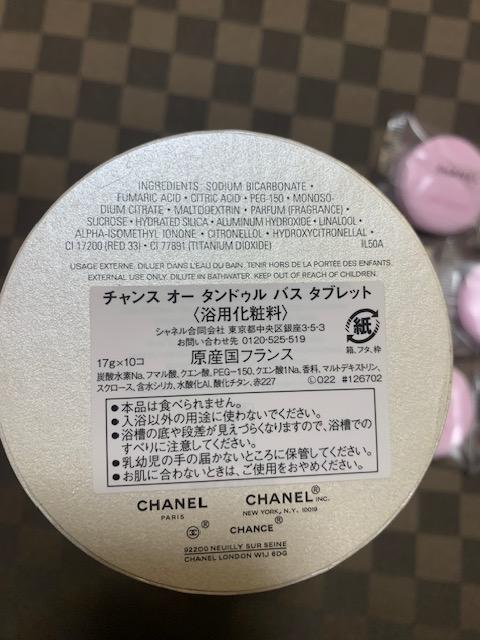 INGREDIENTS: SODIUM BICARBONATE •
FUMARIC ACID • CITRIC ACID • PEG-150 • MONOSO-
DIUM CITRATE • MALTODEXTRIN • PARFUM (FRAGRANCE) •
SUCROSE • HYDRATED SILICA • ALUMINUM HYDROXIDE • LINALOOL •
ALPHA-ISOMETHYL IONONE • CITRONELLOL • HYDROXYCITRONELLAL •
CI 17200 (RED 33) • CI 77891 (TITANIUM DIOXIDE) IL50A
USAGE EXTERNE. DILUER DANS L'EAU DU BAIN. TENIR HORS DE LA PORTÉE DES ENFANTS.
EXTERNAL USE ONLY. DILUTE IN BATHWATER. KEEP OUT OF REACH OF CHILDREN.
チャンス オー タンドゥル バス タブレット
〈浴用化粧料〉
シャネル合同会社 東京都中央区銀座3-5-3
お問い合わせ先 0120-525-519
紙
箱、フタ、枠
17g×10コ 原産国フランス
炭酸水素Na、フマル酸、クエン酸、PEG-150、クエン酸1Na、香料、マルトデキストリン、
スクロース、含水シリカ、水酸化Al、酸化チタン、赤227 Ⓒ022 #126702
●本品は食べられません。
●入浴以外の用途に使わないでください。
●浴槽の底や段差が見えづらくなりますので、浴槽での
すべりに注意してください。
●乳幼児の手の届かないところに保管してください。
●お肌に合わないときは、ご使用をおやめください。
CHANEL CHANEL® INC.
PARIS NEW YORK, N.Y. 10019
® CHANCE®
92200 NEUILLY SUR SEINE
CHANEL LONDON W1J 6DG
CHANEL